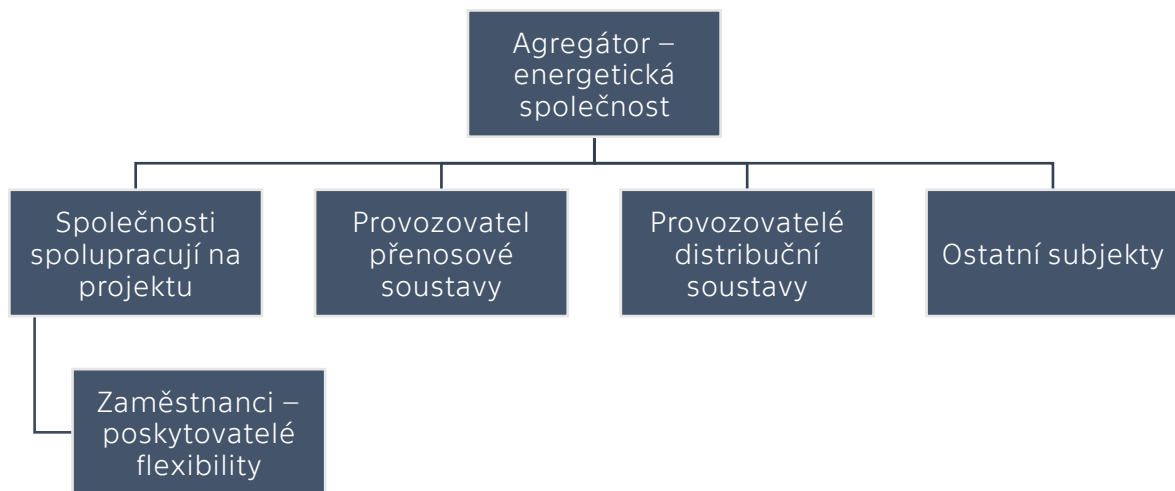 Agregátor –
energetická
společnost
Společnosti
spolupracují na
projektu
Provozovatel
přenosové
soustavy
Provozovatelé
distribuční
soustavy
Ostatní subjekty
Zaměstnanci –
poskytovatelé
flexibility